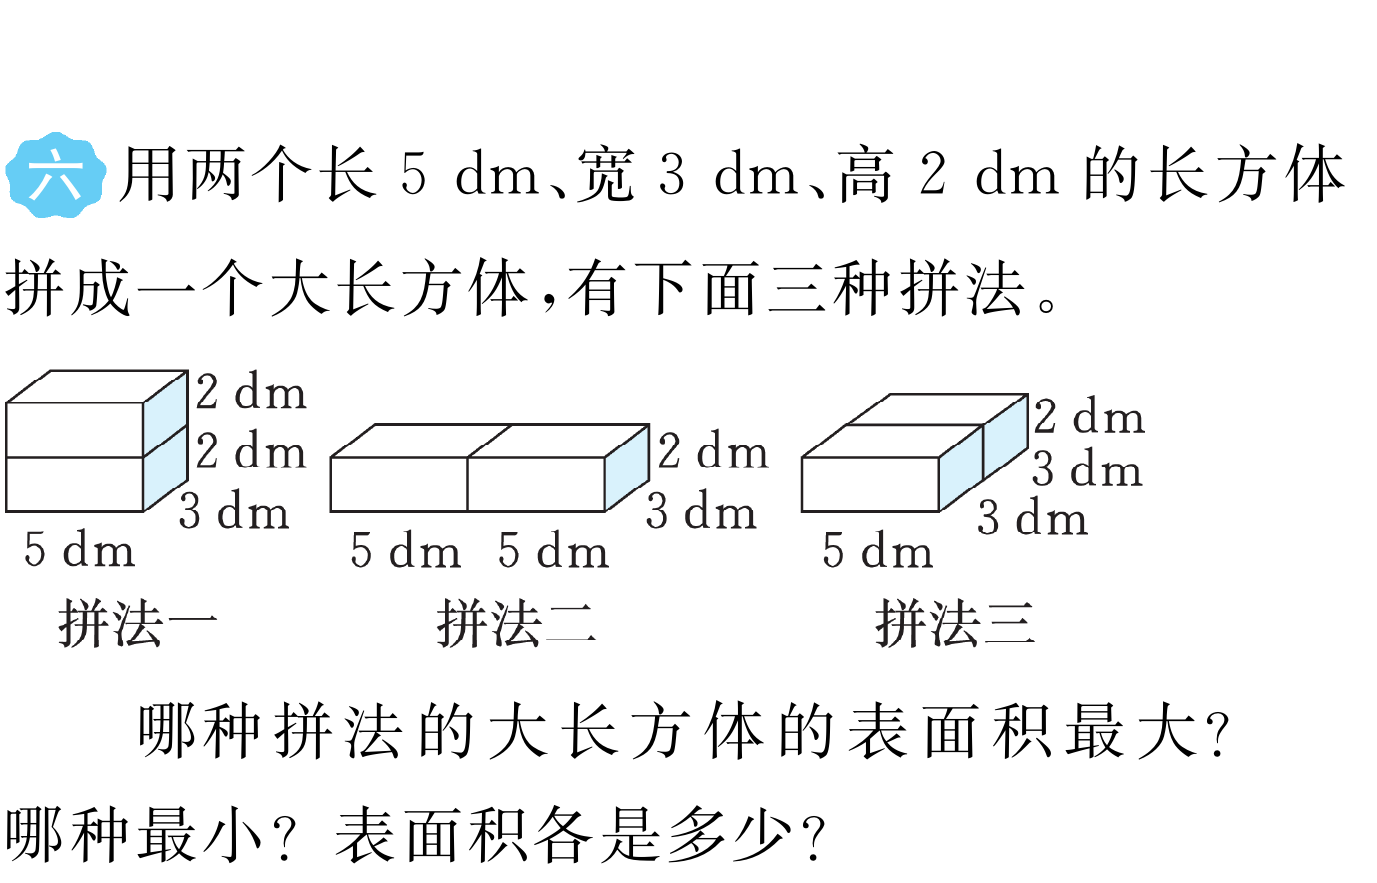 六 用两个长 5 dm、宽 3 dm、高 2 dm 的长方体
拼成一个大长方体,有下面三种拼法。
2 dm
2 dm
3 dm
5 dm
拼法一
2 dm
3 dm
5 dm 5 dm
拼法二
2 dm
3 dm
3 dm
5 dm
拼法三
哪种拼法的大长方体的表面积最大?
哪种最小? 表面积各是多少?